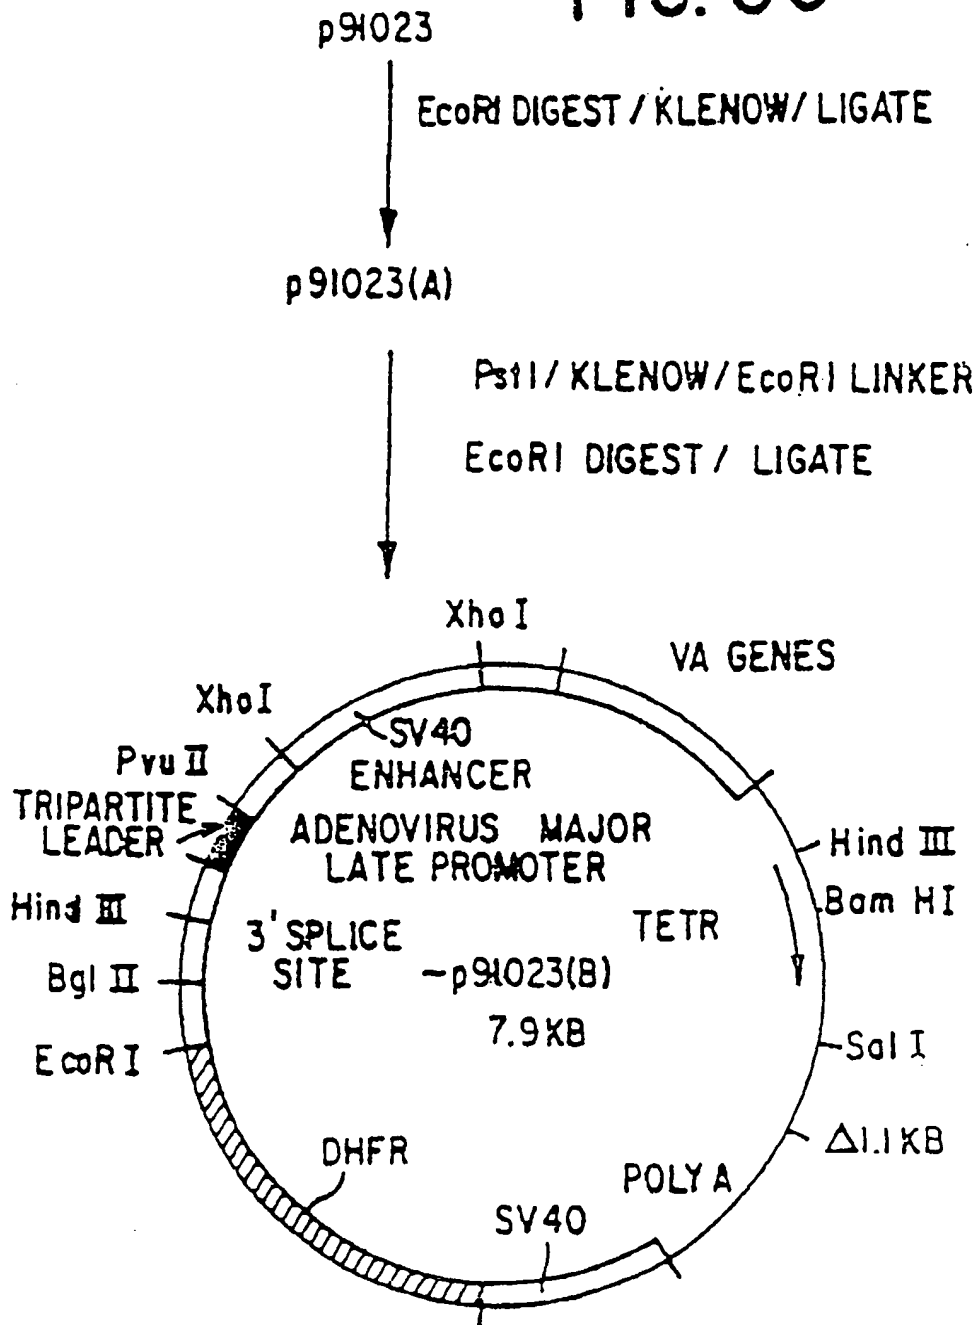 p91023
EcoRI DIGEST / KLENOW / LIGATE
p91023(A)
PstI / KLENOW / EcoRI LINKER
EcoRI DIGEST / LIGATE
XhoI
VA GENES
XhoI
SV40
ENHANCER
PvuII
TRIPARTITE
LEADER
ADENOVIRUS MAJOR
LATE PROMOTER
Hind III
Bam HI
Hind III
3' SPLICE
SITE
TETR
Bgl II
-p91023(B)
7.9KB
EcoRI
Sal I
Δ1.1KB
DHFR
POLY A
SV40